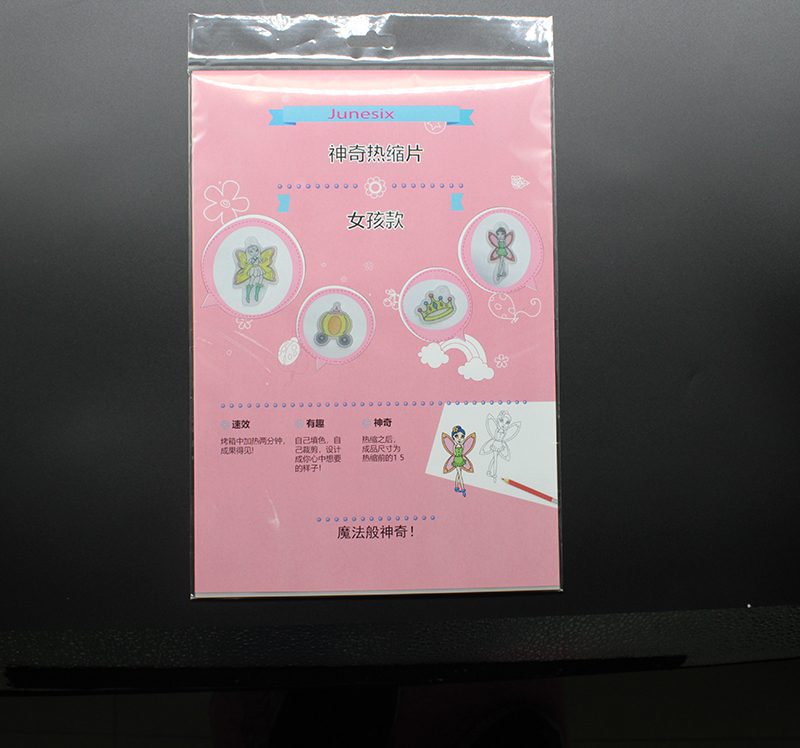 Junesix
神奇热缩片
女孩款
速效
烤箱中加热两分钟,
成果得见!
有趣
自己填色，自
己裁剪，设计
成你心中想要
的样子!
神奇
热缩之后，
成品尺寸为
热缩前的1 5
魔法般神奇！